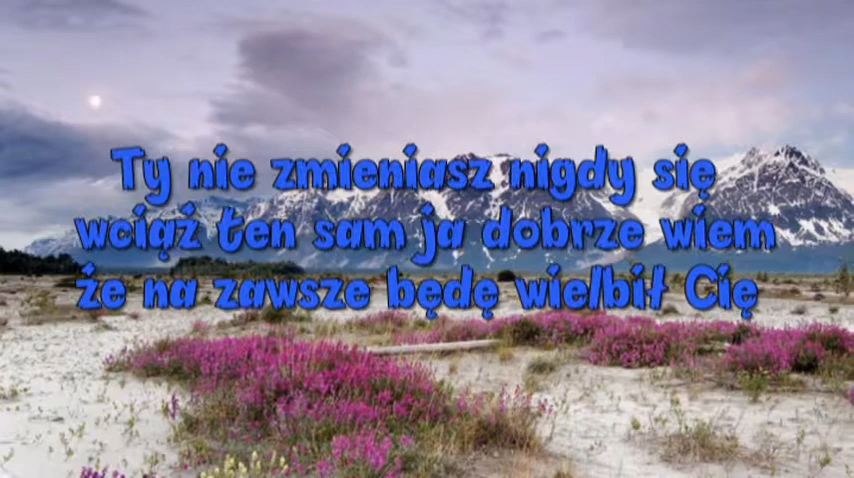 Ty nie zmieniasz nigdy się
wciąż ten sam ja dobrze wiem
że na zawsze będę wielbił Cię